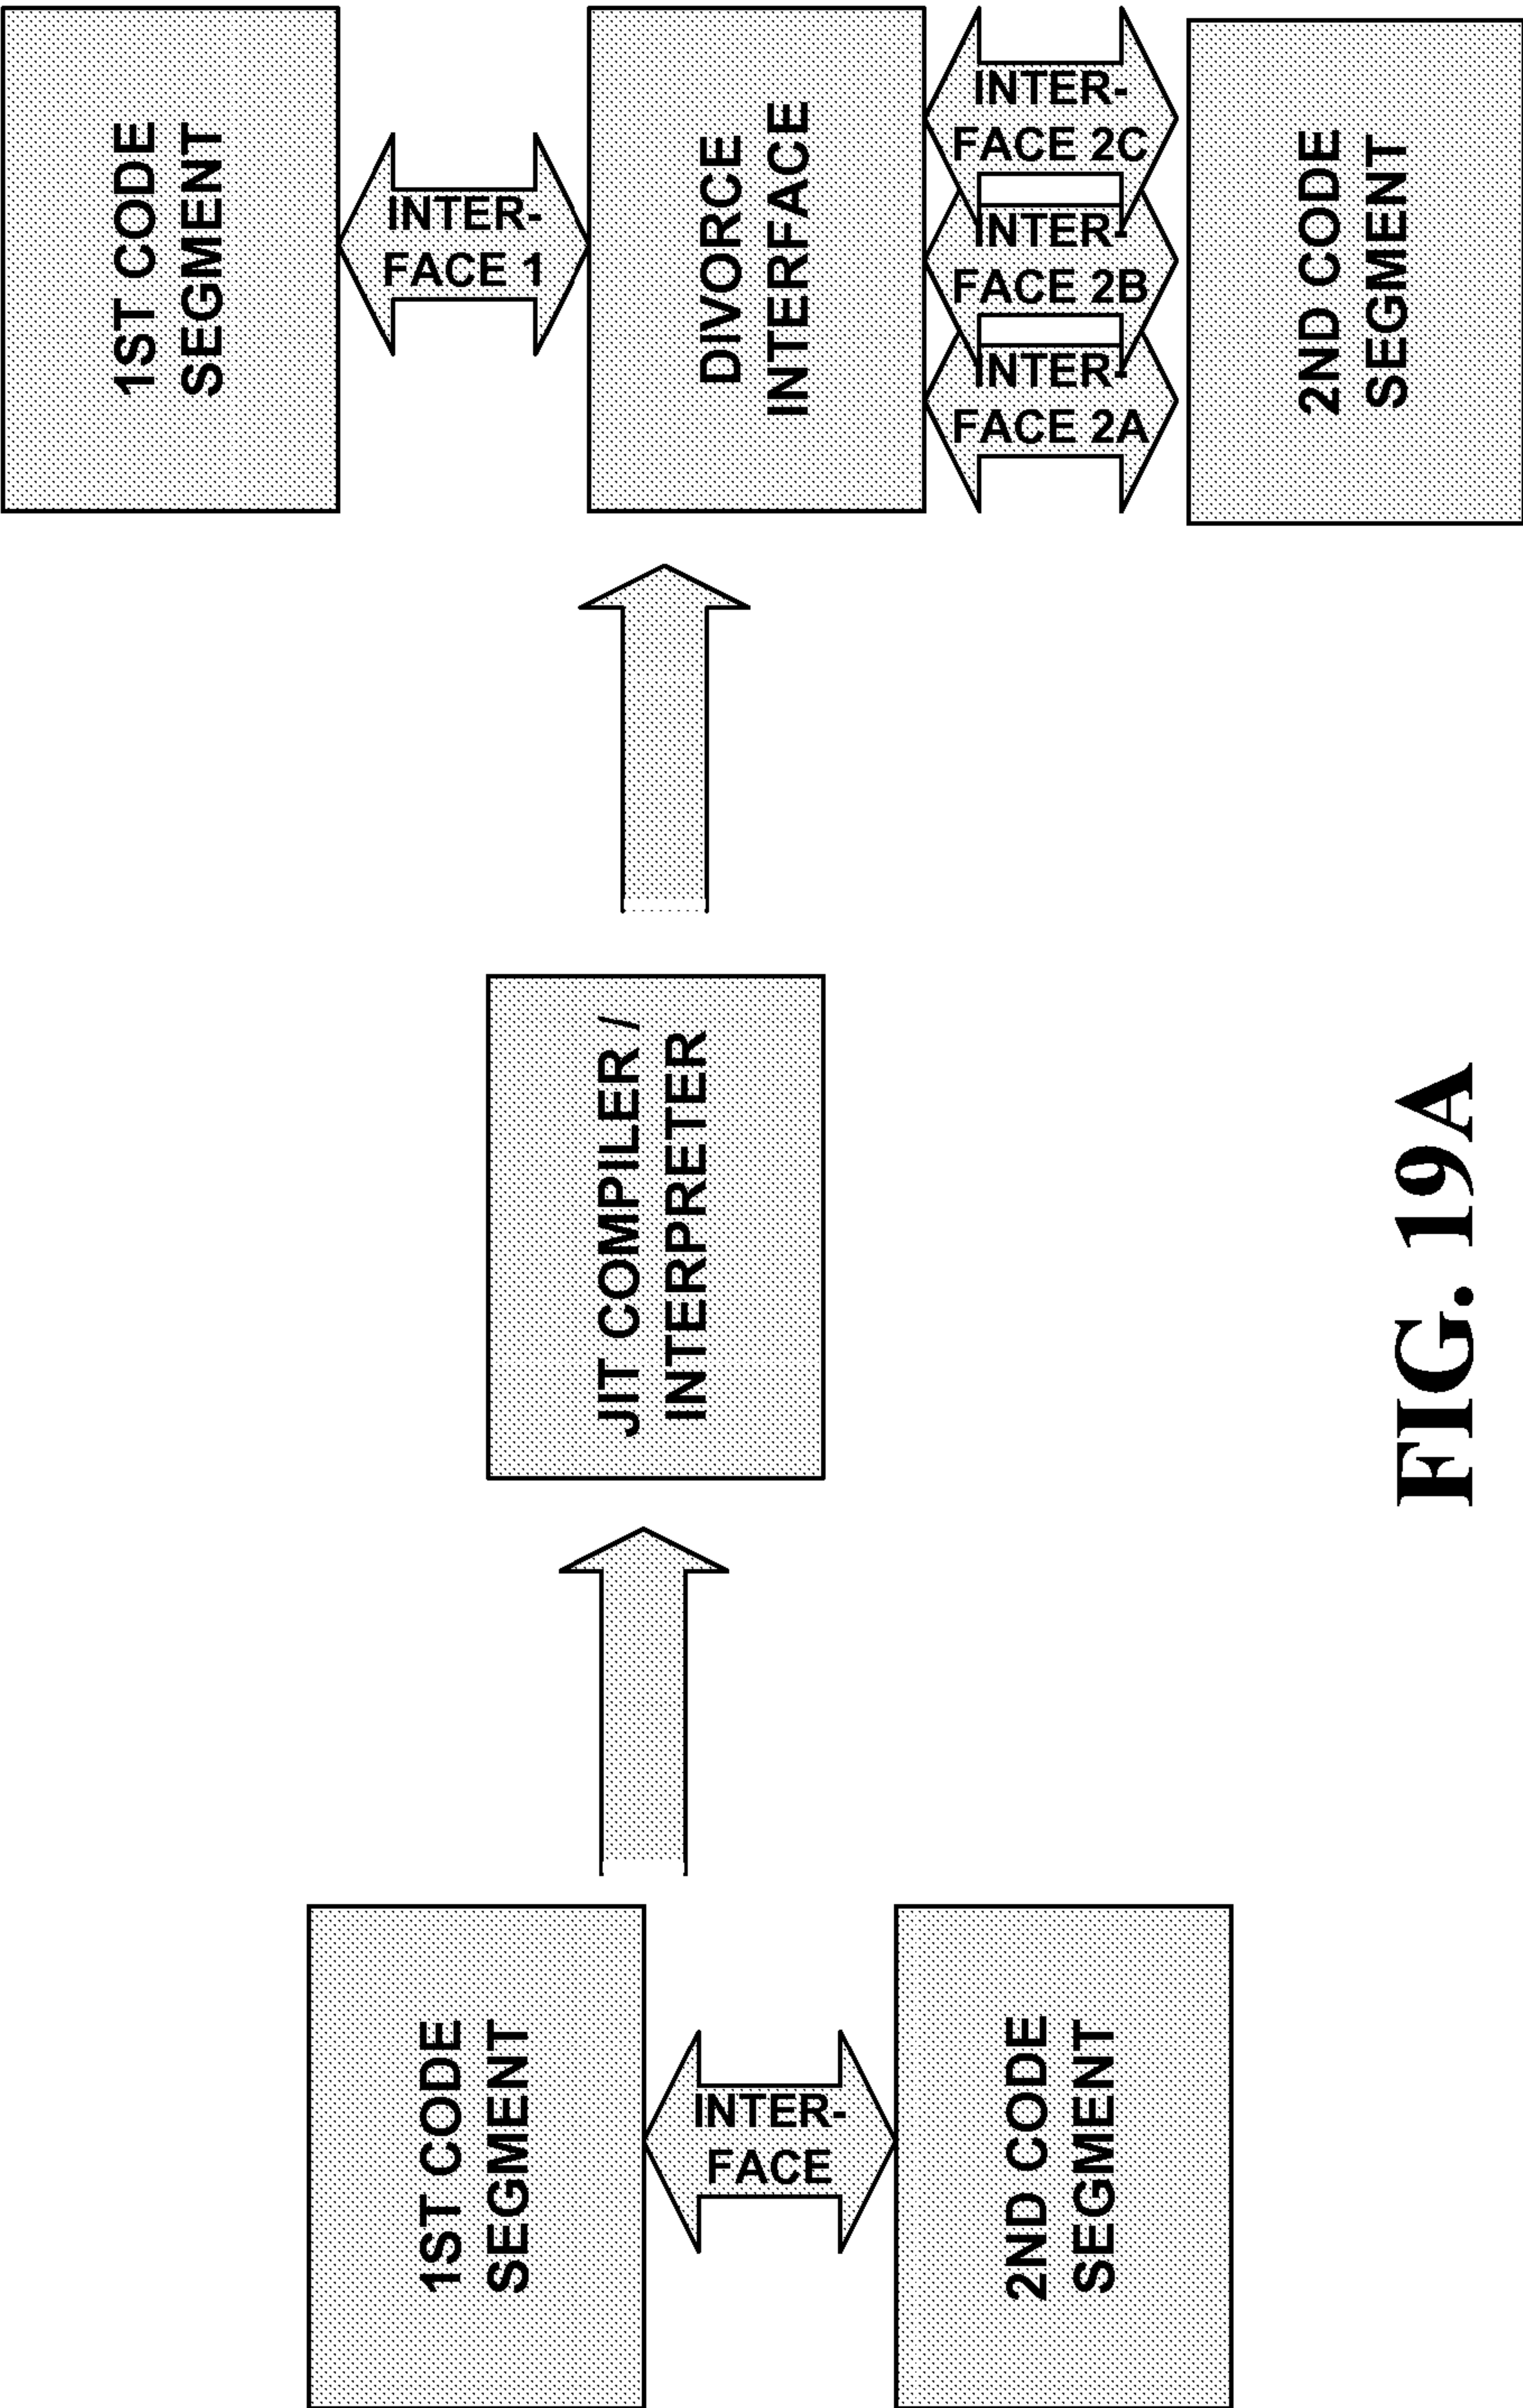 1ST CODE
SEGMENT
INTER-
FACE
2ND CODE
SEGMENT
JIT COMPILER /
INTERPRETER
1ST CODE
SEGMENT
INTER-
FACE 1
DIVORCE
INTERFACE
INTER-
FACE 2A
INTER-
FACE 2B
INTER-
FACE 2C
2ND CODE
SEGMENT
FIG. 19A